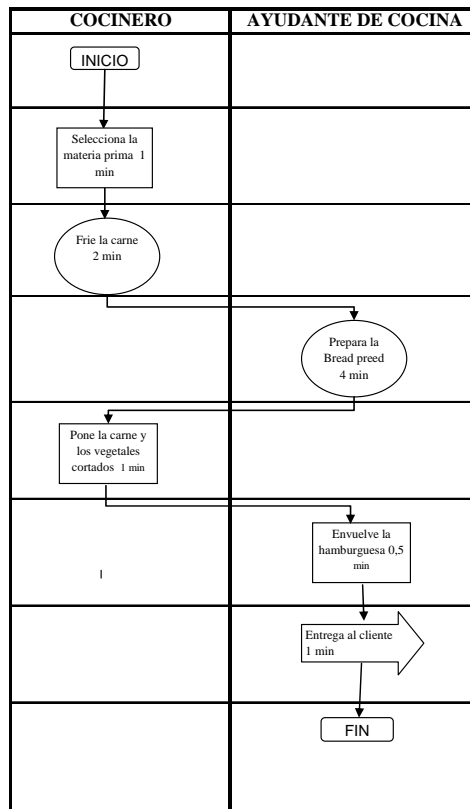 COCINERO
AYUDANTE DE COCINA
INICIO
Selecciona la
materia prima 1
min
Frie la carne
2 min
Prepara la
Bread preed
4 min
Pone la carne y
los vegetales
cortados 1 min
Envuelve la
hamburguesa 0,5
min
I
Entrega al cliente
1 min
FIN